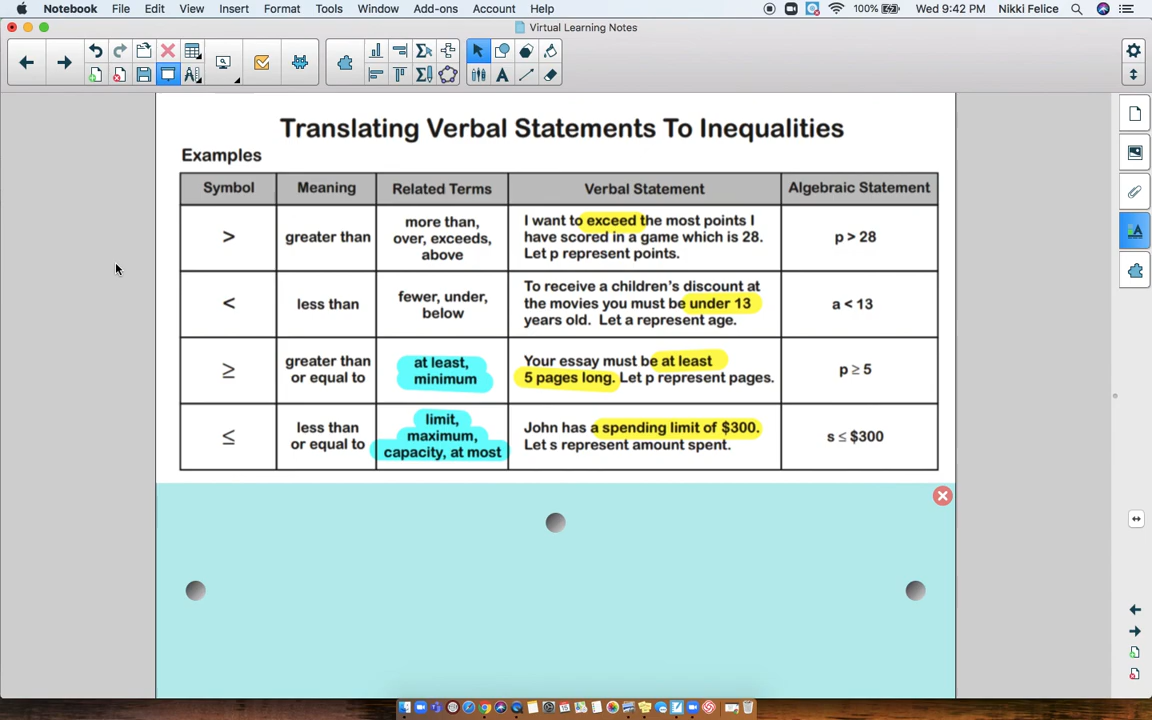 Notebook File Edit View Insert Format Tools Window Add-ons Account Help 100% Wed 9:42 PM Nikki Felice
Virtual Learning Notes
Translating Verbal Statements To Inequalities
Examples
Symbol Meaning Related Terms Verbal Statement Algebraic Statement
>
greater than
more than,
over, exceeds,
above
I want to exceed the most points I
have scored in a game which is 28.
Let p represent points.
p > 28
<
less than
fewer, under,
below
To receive a children's discount at
the movies you must be under 13
years old. Let a represent age.
a < 13
≥
greater than
or equal to
at least,
minimum
Your essay must be at least
5 pages long. Let p represent pages.
p ≥ 5
≤
less than
or equal to
limit,
maximum,
capacity, at most
John has a spending limit of $300.
Let s represent amount spent.
s ≤ $300